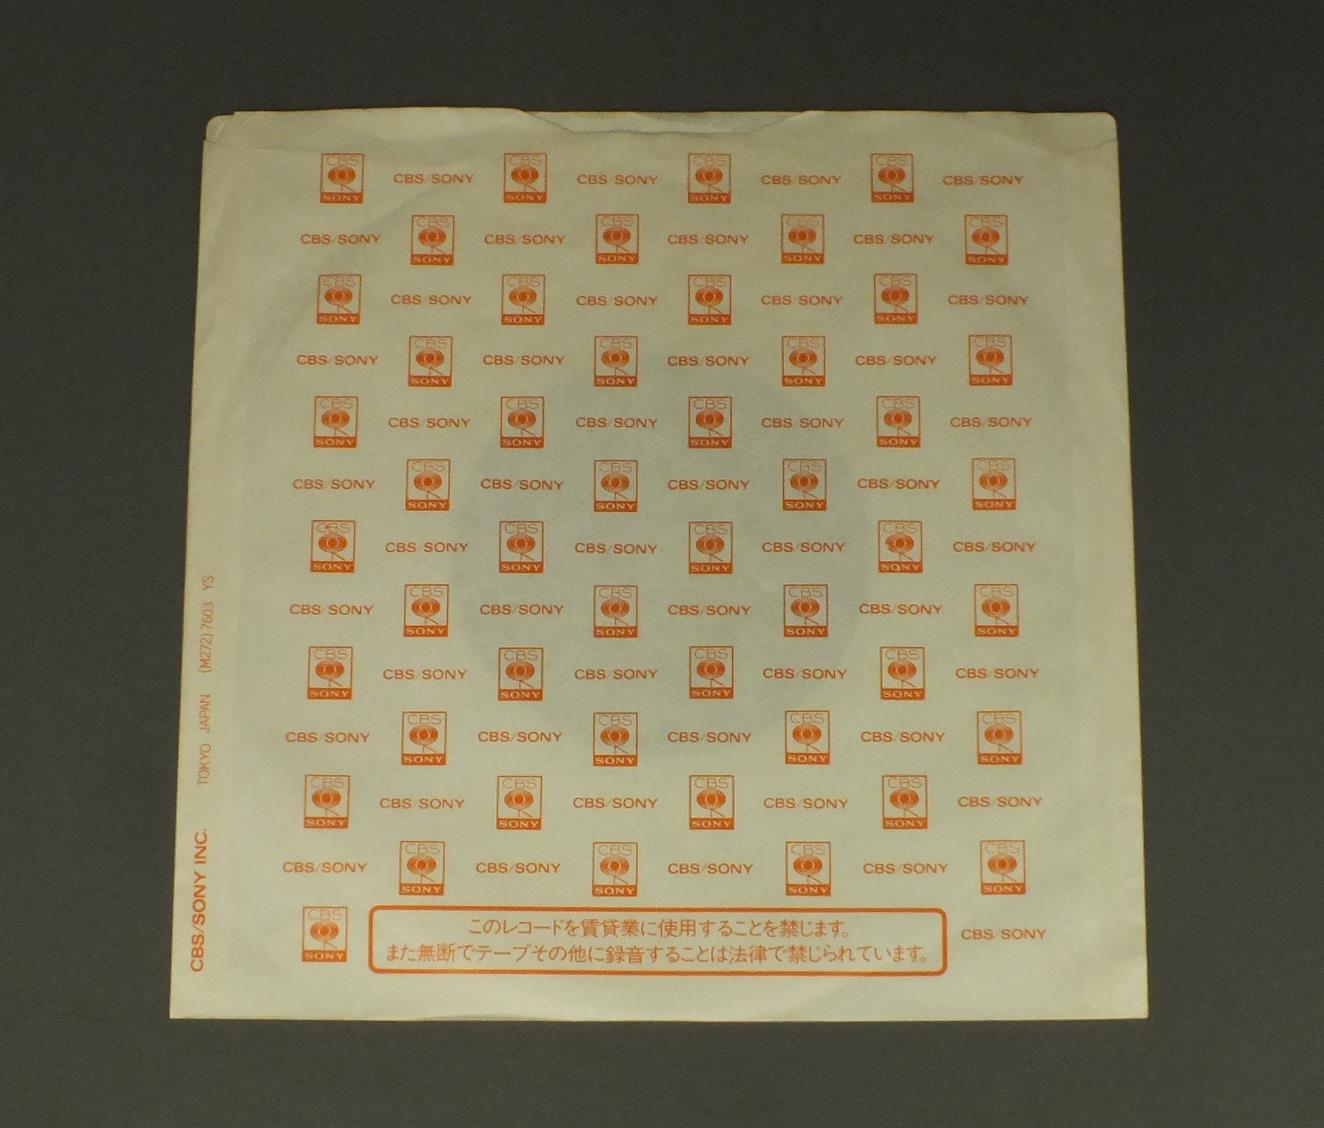 CBS SONY CBS/SONY CBS SONY CBS/SONY CBS SONY CBS/SONY CBS SONY CBS/SONY
CBS/SONY CBS SONY CBS/SONY CBS SONY CBS/SONY CBS SONY CBS/SONY CBS SONY
CBS SONY CBS/SONY CBS SONY CBS/SONY CBS SONY CBS/SONY CBS SONY CBS/SONY
CBS/SONY CBS SONY CBS/SONY CBS SONY CBS/SONY CBS SONY CBS/SONY CBS SONY
CBS SONY CBS/SONY CBS SONY CBS/SONY CBS SONY CBS/SONY CBS SONY CBS/SONY
CBS/SONY CBS SONY CBS/SONY CBS SONY CBS/SONY CBS SONY CBS/SONY CBS SONY
CBS SONY CBS/SONY CBS SONY CBS/SONY CBS SONY CBS/SONY CBS SONY CBS/SONY
CBS/SONY CBS SONY CBS/SONY CBS SONY CBS/SONY CBS SONY CBS/SONY CBS SONY
CBS SONY CBS/SONY CBS SONY CBS/SONY CBS SONY CBS/SONY CBS SONY CBS/SONY
CBS/SONY CBS SONY CBS/SONY CBS SONY CBS/SONY CBS SONY CBS/SONY CBS SONY
CBS SONY CBS/SONY CBS SONY CBS/SONY CBS SONY CBS/SONY CBS SONY CBS/SONY
CBS/SONY CBS SONY CBS/SONY CBS SONY CBS/SONY CBS SONY CBS/SONY CBS SONY
CBS SONY
このレコードを賃貸業に使用することを禁じます。
また無断でテープその他に録音することは法律で禁じられています。
CBS/SONY
CBS/SONY INC. TOKYO JAPAN (M272) 7603 YS